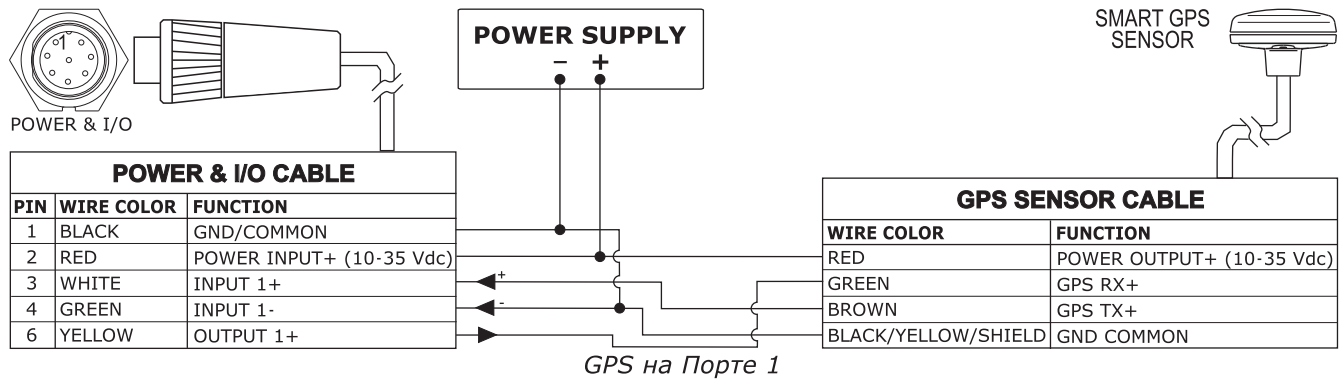 POWER SUPPLY
- +
SMART GPS
SENSOR
1
POWER & I/O
POWER & I/O CABLE
PIN WIRE COLOR FUNCTION
1 BLACK GND/COMMON
2 RED POWER INPUT+ (10-35 Vdc)
3 WHITE INPUT 1+
4 GREEN INPUT 1-
6 YELLOW OUTPUT 1+
+
-
GPS SENSOR CABLE
WIRE COLOR FUNCTION
RED POWER OUTPUT+ (10-35 Vdc)
GREEN GPS RX+
BROWN GPS TX+
BLACK/YELLOW/SHIELD GND COMMON
GPS на Порте 1